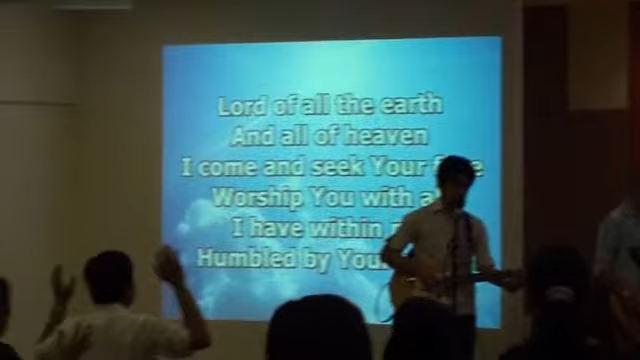 Lord of all the earth
And all of heaven
I come and seek Your
Worship You with
I have within
Humbled by